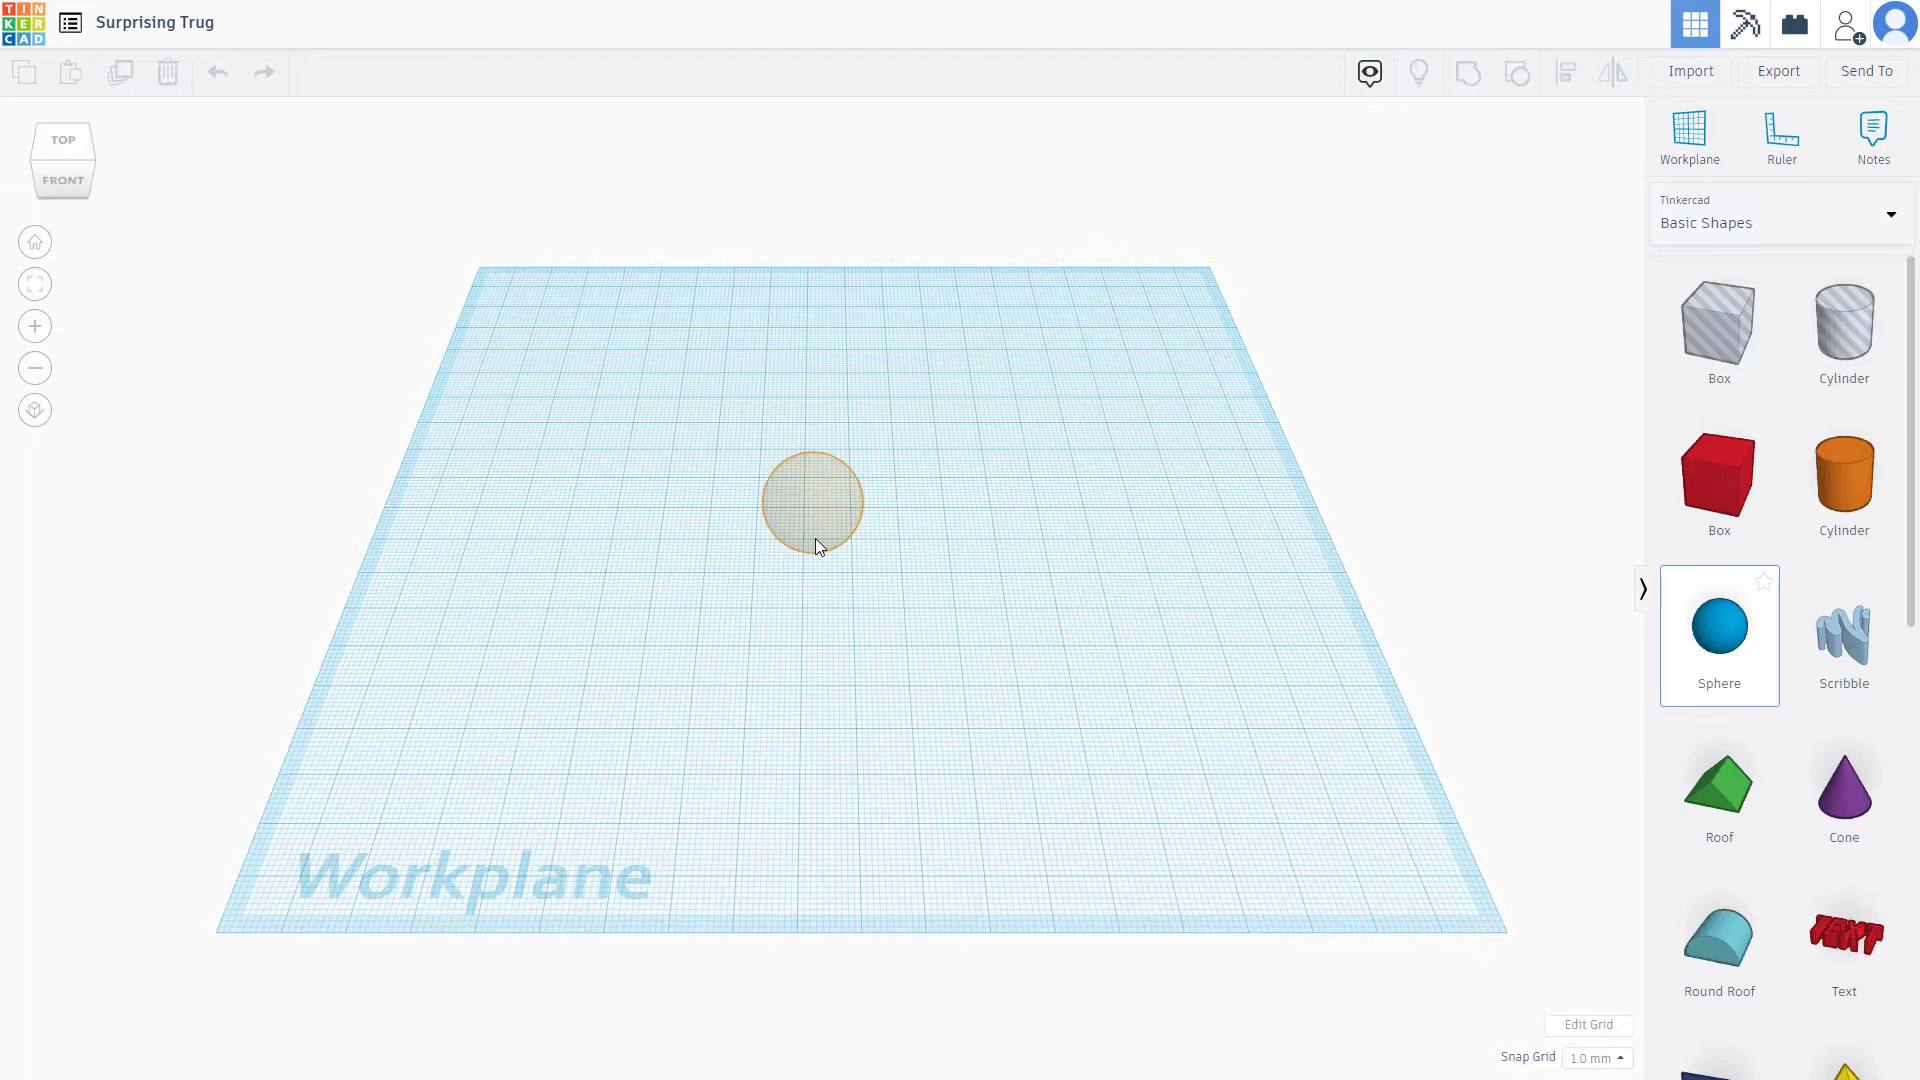 TIN
KER
CAD
Surprising Trug
Import
Export
Send To
TOP
FRONT
Workplane
Ruler
Notes
Tinkercad
Basic Shapes
Box
Cylinder
Box
Cylinder
Sphere
Scribble
Roof
Cone
Workplane
TEXT
Round Roof
Text
Edit Grid
Snap Grid
1.0 mm